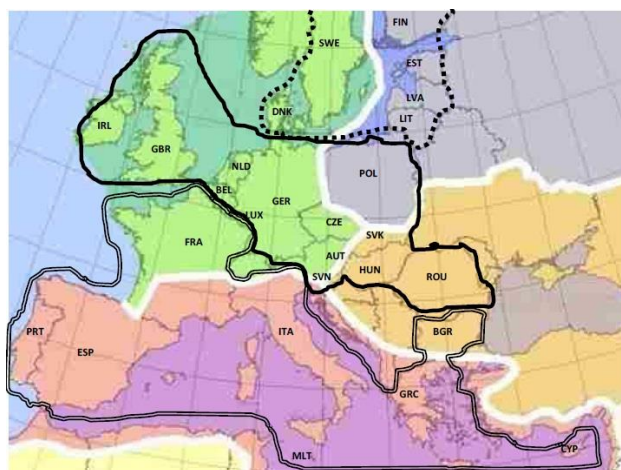 FIN
SWE
EST
LVA
DNK
LIT
IRL
GBR
NLD
POL
BEL
GER
LUX
CZE
SVK
FRA
AUT
HUN
SVN
ROU
PRT
ITA
BGR
ESP
GRC
MLT
CYP